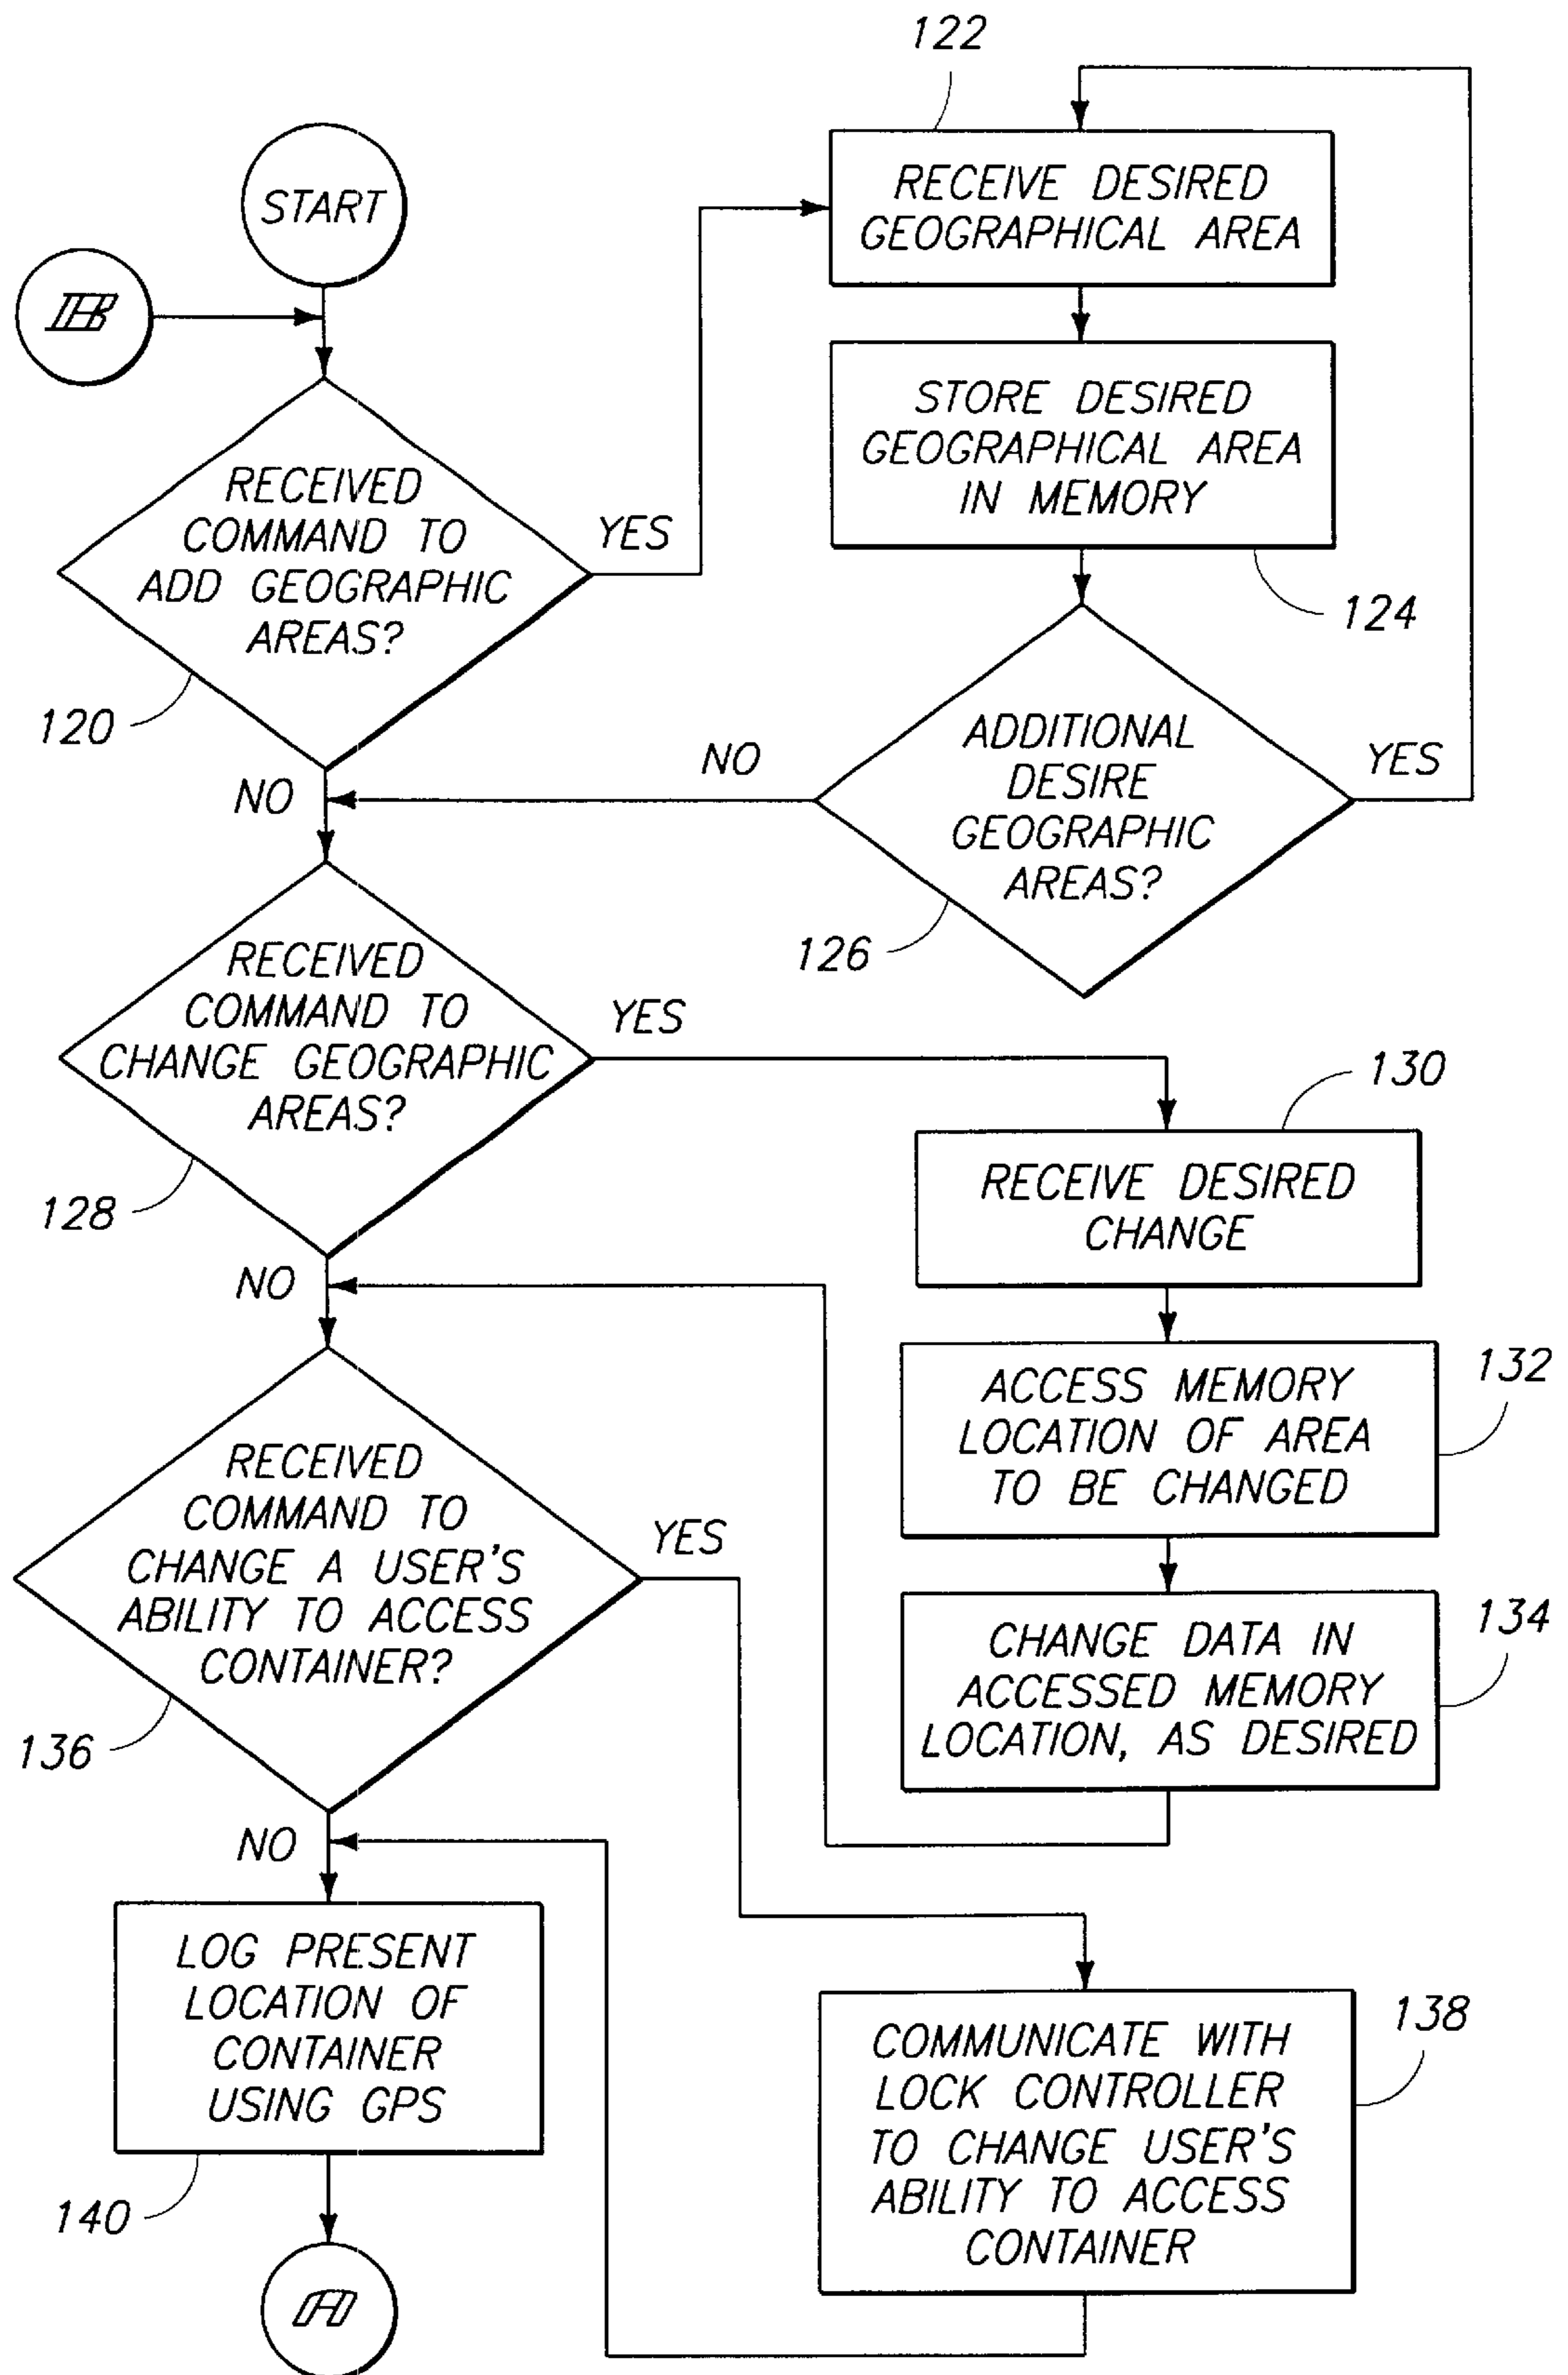 122
START
RECEIVE DESIRED
GEOGRAPHICAL AREA
B
STORE DESIRED
GEOGRAPHICAL AREA
IN MEMORY
RECEIVED
COMMAND TO
ADD GEOGRAPHIC
AREAS?
YES
124
120
NO
ADDITIONAL
DESIRE
GEOGRAPHIC
AREAS?
NO
YES
126
RECEIVED
COMMAND TO
CHANGE GEOGRAPHIC
AREAS?
YES
130
128
RECEIVE DESIRED
CHANGE
NO
132
ACCESS MEMORY
LOCATION OF AREA
TO BE CHANGED
RECEIVED
COMMAND TO
CHANGE A USER'S
ABILITY TO ACCESS
CONTAINER?
YES
134
CHANGE DATA IN
ACCESSED MEMORY
LOCATION, AS DESIRED
136
NO
LOG PRESENT
LOCATION OF
CONTAINER
USING GPS
138
COMMUNICATE WITH
LOCK CONTROLLER
TO CHANGE USER'S
ABILITY TO ACCESS
CONTAINER
140
A